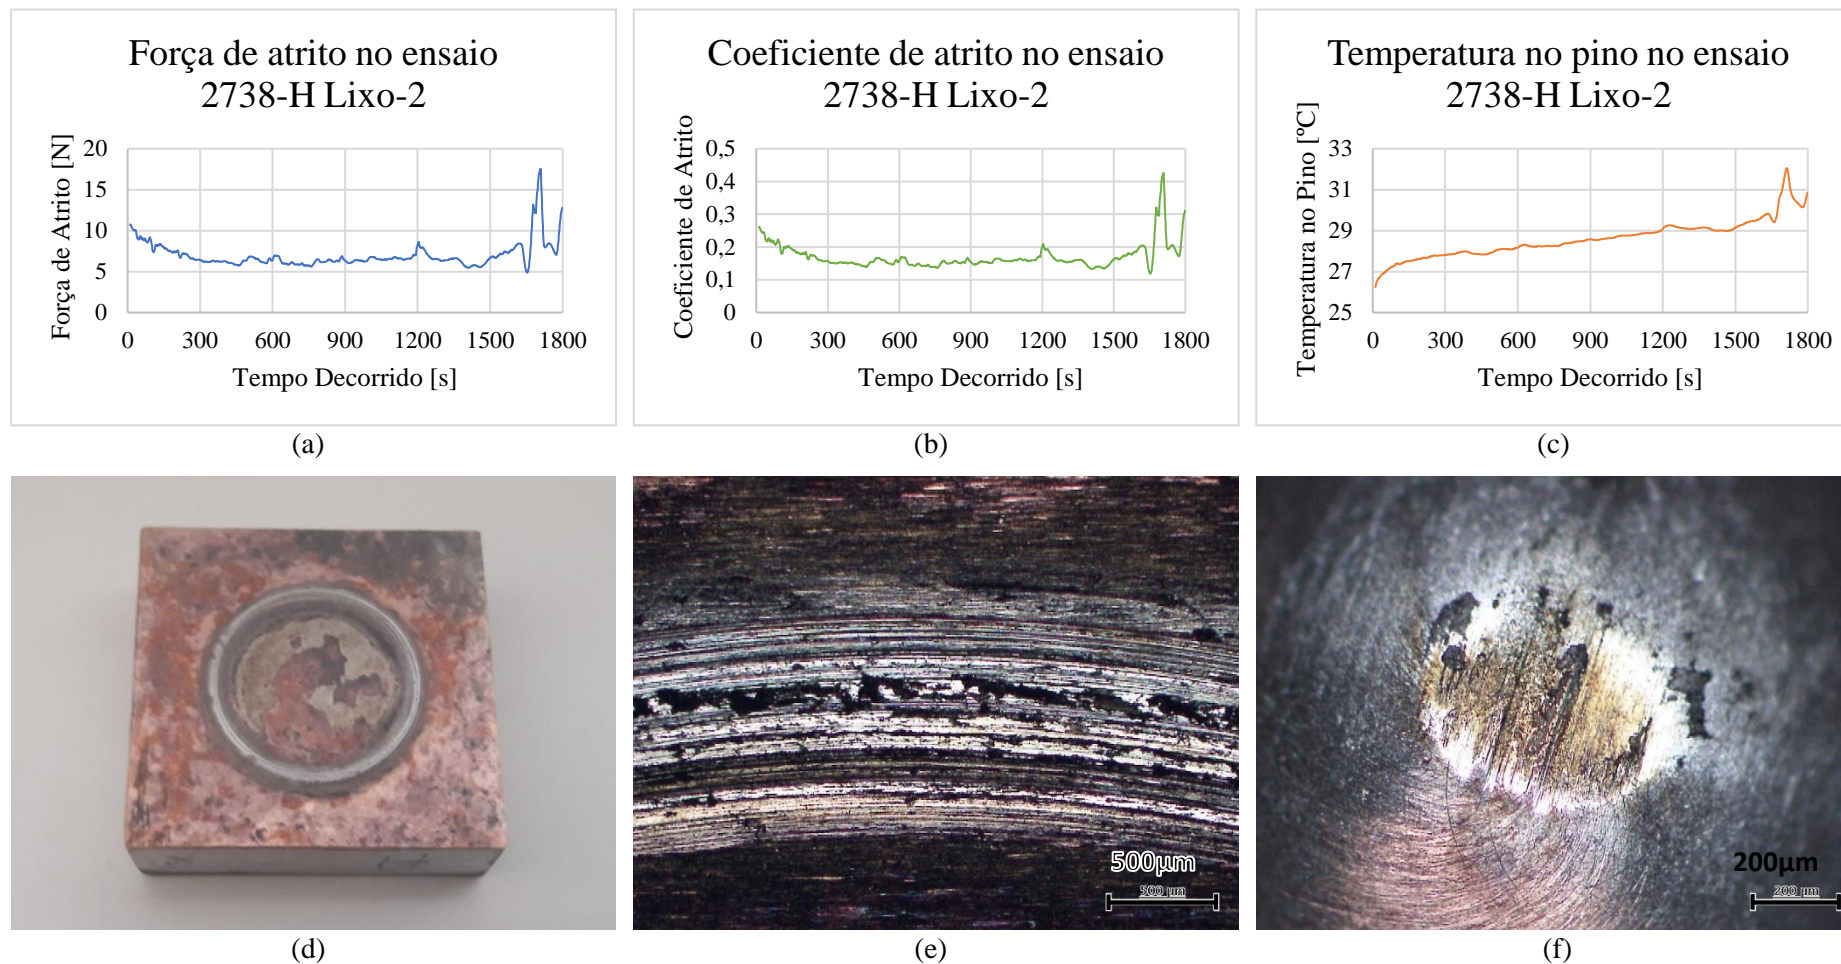 Força de atrito no ensaio
2738-H Lixo-2
Força de Atrito [N]
20
15
10
5
0
0 300 600 900 1200 1500 1800
Tempo Decorrido [s]
(a)
Coeficiente de atrito no ensaio
2738-H Lixo-2
Coeficiente de Atrito
0,5
0,4
0,3
0,2
0,1
0
0 300 600 900 1200 1500 1800
Tempo Decorrido [s]
(b)
Temperatura no pino no ensaio
2738-H Lixo-2
Temperatura no Pino [ºC]
33
31
29
27
25
0 300 600 900 1200 1500 1800
Tempo Decorrido [s]
(c)
(d)
500µm
500 µm
(e)
200µm
200 µm
(f)